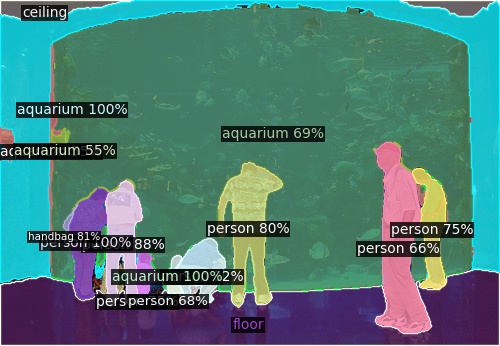 ceiling
aquarium 100%
aquarium 69%
aquarium 55%
person 80%
person 75%
handbag 81%
person 100%
88%
person 66%
aquarium 100%
2%
pers
person 68%
floor